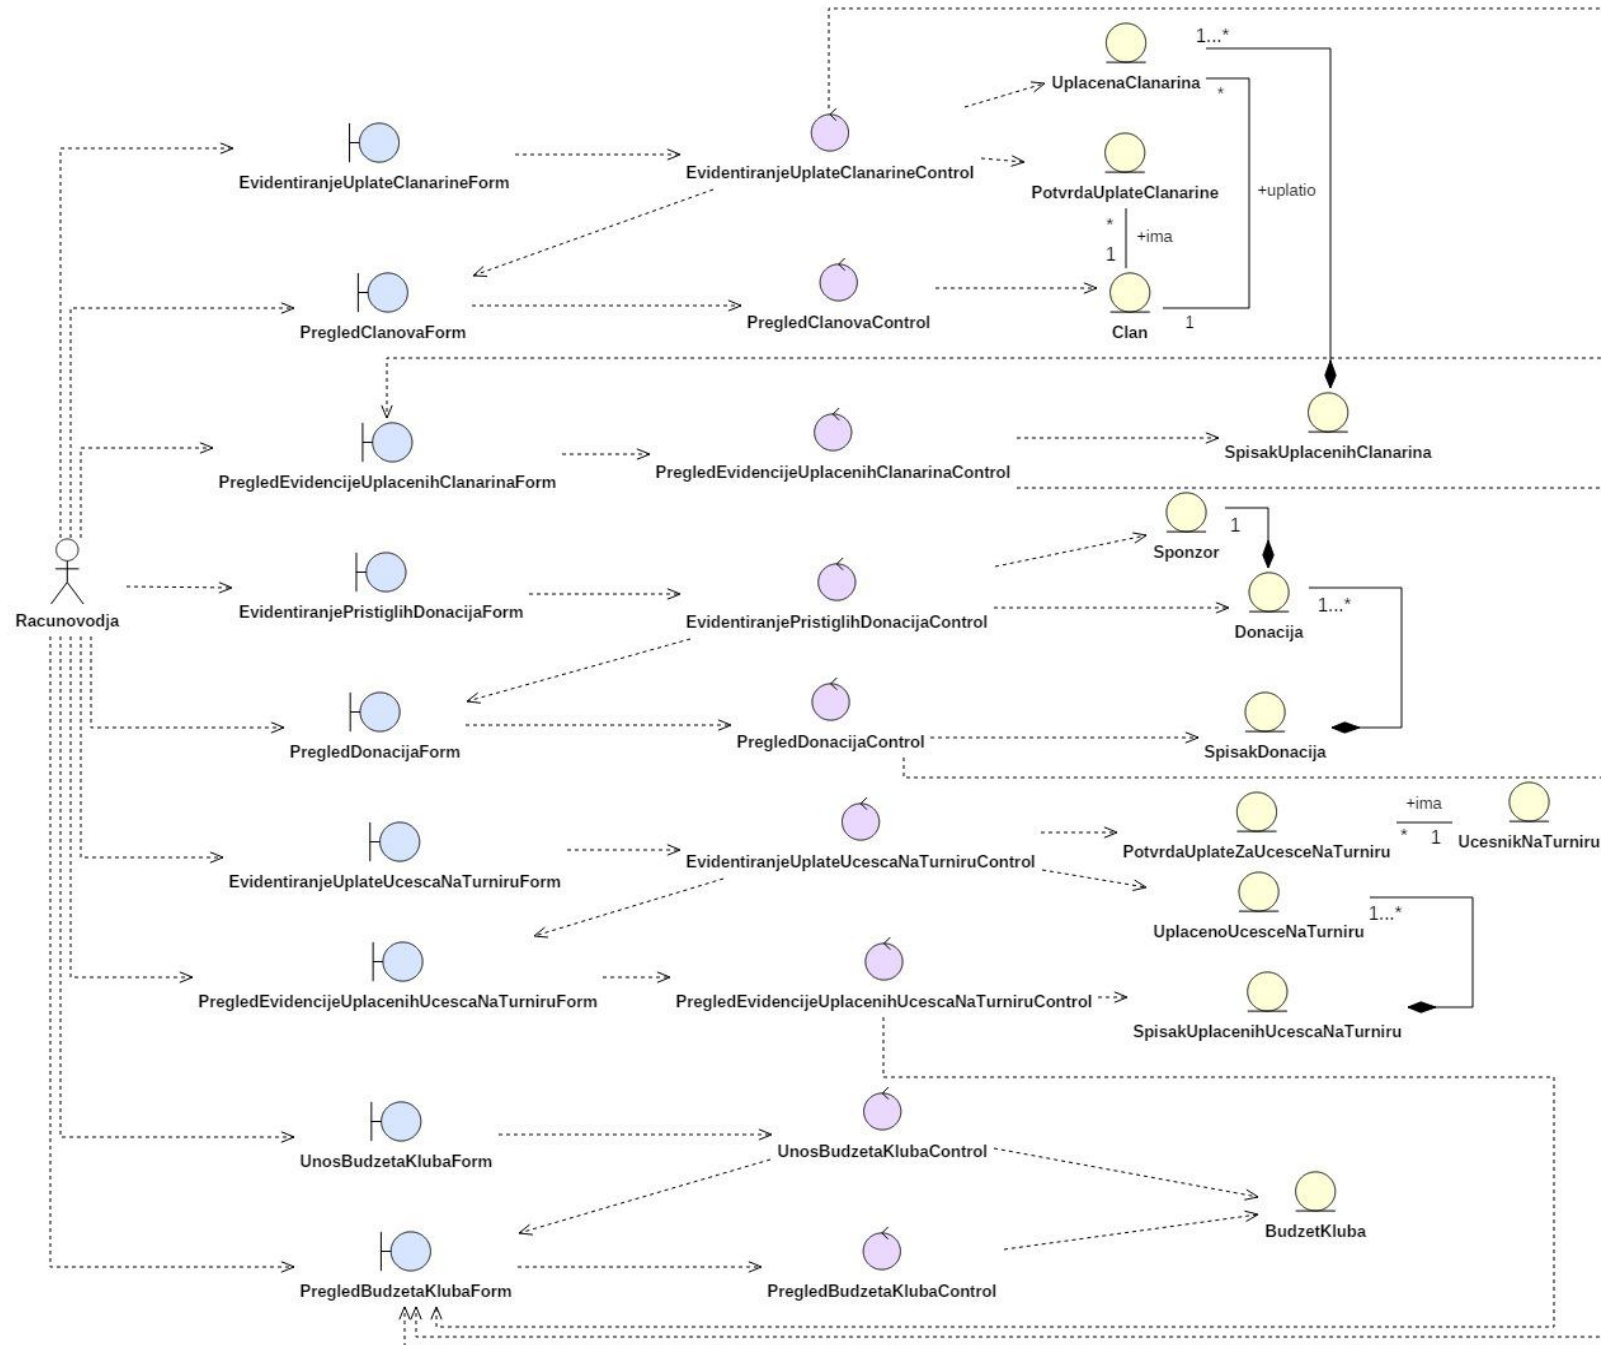 1...*
UplacenaClanarina
*
EvidentiranjeUplateClanarineForm
EvidentiranjeUplateClanarineControl
PotvrdaUplateClanarine
+uplatio
*
+ima
1
PregledClanovaForm
PregledClanovaControl
Clan
1
PregledEvidencijeUplacenihClanarinaForm
PregledEvidencijeUplacenihClanarinaControl
SpisakUplacenihClanarina
1
Sponzor
Racunovodja
EvidentiranjePristiglihDonacijaForm
EvidentiranjePristiglihDonacijaControl
1...*
Donacija
PregledDonacijaForm
PregledDonacijaControl
SpisakDonacija
+ima
* 1
EvidentiranjeUplateUcescaNaTurniruForm
EvidentiranjeUplateUcescaNaTurniruControl
PotvrdaUplateZaUcesceNaTurniru
UcesnikNaTurniru
1...*
UplacenoUcesceNaTurniru
PregledEvidencijeUplacenihUcescaNaTurniruForm
PregledEvidencijeUplacenihUcescaNaTurniruControl
SpisakUplacenihUcescaNaTurniru
UnosBudzetaKlubaForm
UnosBudzetaKlubaControl
BudzetKluba
PregledBudzetaKlubaForm
PregledBudzetaKlubaControl